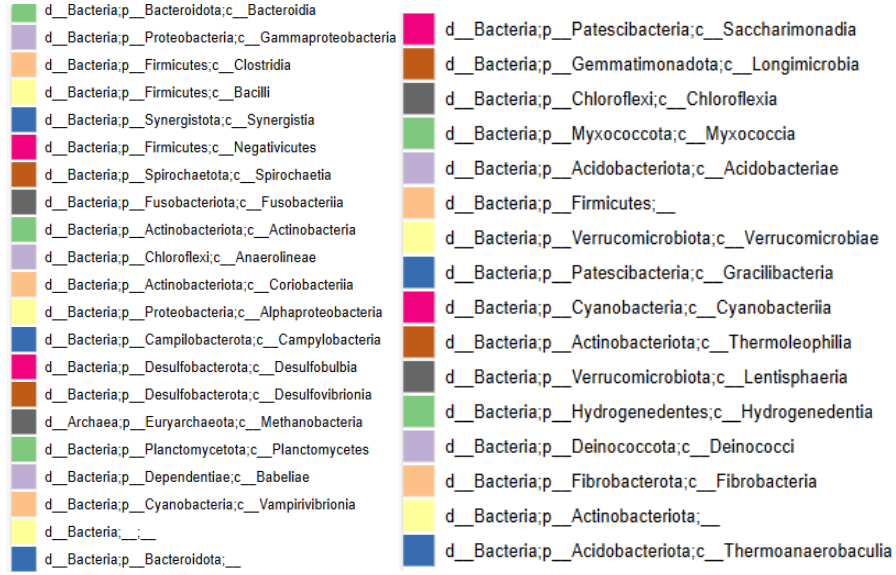 d__Bacteria;p__Bacteroidota;c__Bacteroidia
d__Bacteria;p__Proteobacteria;c__Gammaproteobacteria
d__Bacteria;p__Firmicutes;c__Clostridia
d__Bacteria;p__Firmicutes;c__Bacilli
d__Bacteria;p__Synergistota;c__Synergistia
d__Bacteria;p__Firmicutes;c__Negativicutes
d__Bacteria;p__Spirochaetota;c__Spirochaetia
d__Bacteria;p__Fusobacteriota;c__Fusobacteriia
d__Bacteria;p__Actinobacteriota;c__Actinobacteria
d__Bacteria;p__Chloroflexi;c__Anaerolineae
d__Bacteria;p__Actinobacteriota;c__Coriobacteriia
d__Bacteria;p__Proteobacteria;c__Alphaproteobacteria
d__Bacteria;p__Campilobacterota;c__Campylobacteria
d__Bacteria;p__Desulfobacterota;c__Desulfobulbia
d__Bacteria;p__Desulfobacterota;c__Desulfovibrionia
d__Archaea;p__Euryarchaeota;c__Methanobacteria
d__Bacteria;p__Planctomycetota;c__Planctomycetes
d__Bacteria;p__Dependentiae;c__Babeliae
d__Bacteria;p__Cyanobacteria;c__Vampirivibrionia
d__Bacteria;__;__
d__Bacteria;p__Bacteroidota;__
d__Bacteria;p__Patescibacteria;c__Saccharimonadia
d__Bacteria;p__Gemmatimonadota;c__Longimicrobia
d__Bacteria;p__Chloroflexi;c__Chloroflexia
d__Bacteria;p__Myxococcota;c__Myxococcia
d__Bacteria;p__Acidobacteriota;c__Acidobacteriae
d__Bacteria;p__Firmicutes;__
d__Bacteria;p__Verrucomicrobiota;c__Verrucomicrobiae
d__Bacteria;p__Patescibacteria;c__Gracilibacteria
d__Bacteria;p__Cyanobacteria;c__Cyanobacteriia
d__Bacteria;p__Actinobacteriota;c__Thermoleophilia
d__Bacteria;p__Verrucomicrobiota;c__Lentisphaeria
d__Bacteria;p__Hydrogenedentes;c__Hydrogenedentia
d__Bacteria;p__Deinococcota;c__Deinococci
d__Bacteria;p__Fibrobacterota;c__Fibrobacteria
d__Bacteria;p__Actinobacteriota;__
d__Bacteria;p__Acidobacteriota;c__Thermoanaerobaculia